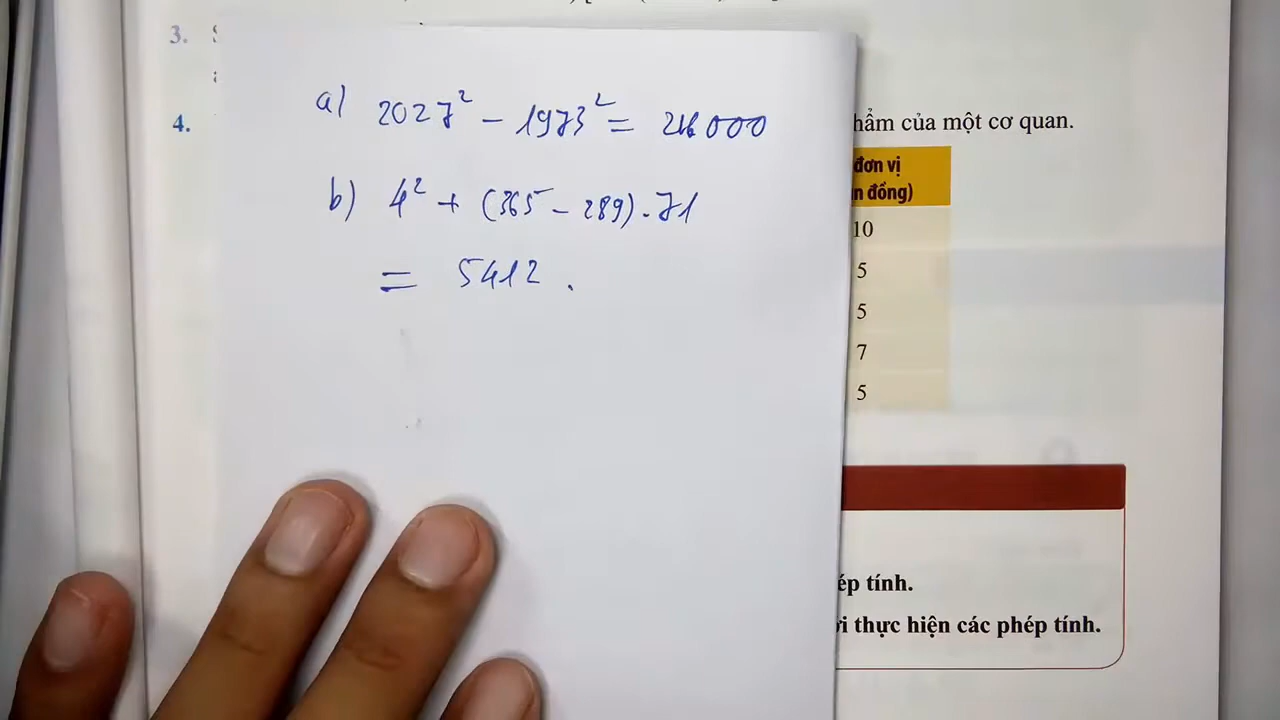 3.
4.
a) 2027² - 1973² = 216000
hẩm của một cơ quan.
đơn vị
n đồng)
b) 4² + (365 - 289) . 71
10
= 5412 .
5
5
7
5
ép tính.
i thực hiện các phép tính.